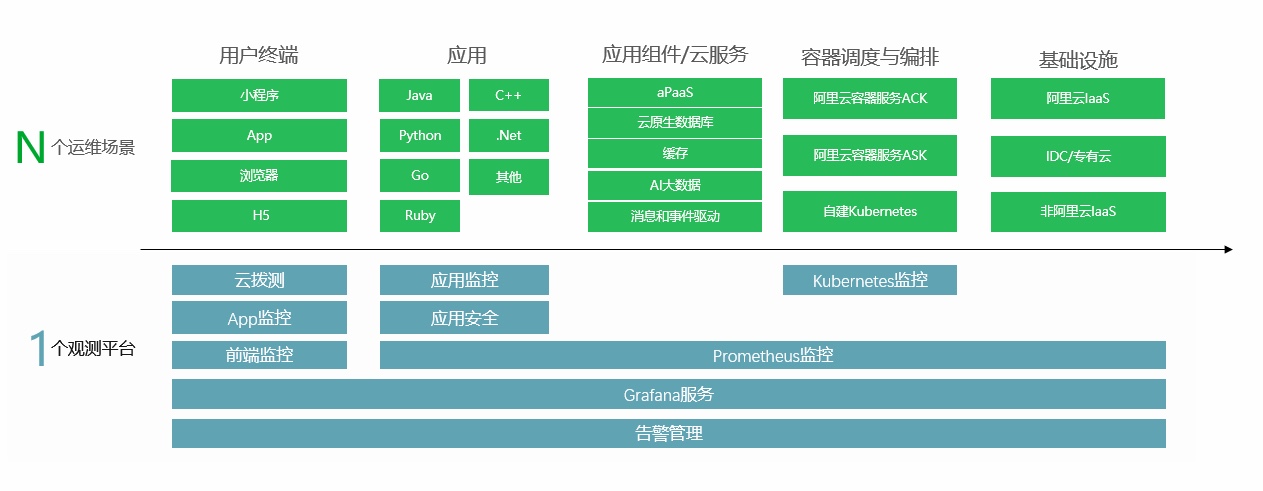 用户终端
应用
应用组件/云服务
容器调度与编排
基础设施
N个运维场景
小程序
App
浏览器
H5
Java
C++
Python
.Net
Go
其他
Ruby
aPaaS
云原生数据库
缓存
AI大数据
消息和事件驱动
阿里云容器服务ACK
阿里云容器服务ASK
自建Kubernetes
阿里云IaaS
IDC/专有云
非阿里云IaaS
1个观测平台
云拨测
应用监控
Kubernetes监控
App监控
应用安全
前端监控
Prometheus监控
Grafana服务
告警管理